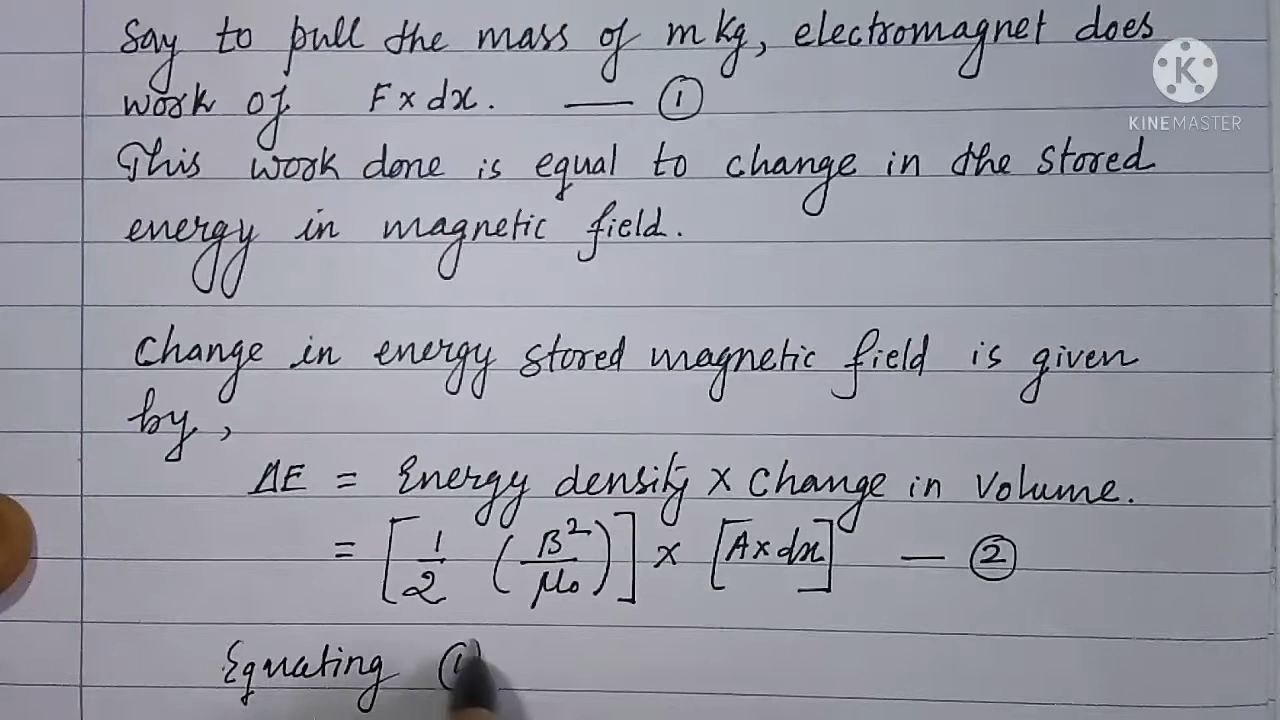 Say to pull the mass of m kg, electromagnet does
work of F × dx. — ①
This work done is equal to change in the stored
energy in magnetic field.
Change in energy stored magnetic field is given
by,
ΔE = Energy density × Change in Volume.
= [1/2 (B²/μ₀)] × [A × dx] — ②
Equating ①
K
KINEMASTER